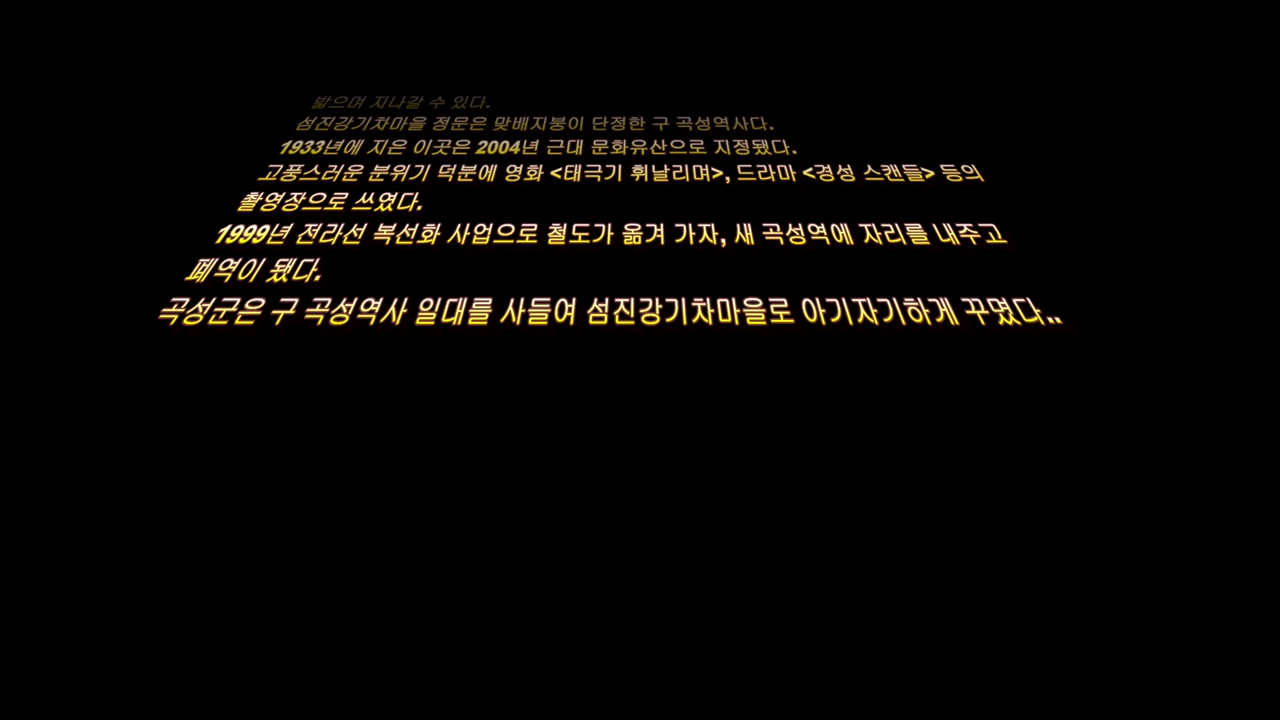 밟으며 지나갈 수 있다.
섬진강기차마을 정문은 맞배지붕이 단정한 구 곡성역사다.
1933년에 지은 이곳은 2004년 근대 문화유산으로 지정됐다.
고풍스러운 분위기 덕분에 영화 <태극기 휘날리며>, 드라마 <경성 스캔들> 등의
촬영장으로 쓰였다.
1999년 전라선 복선화 사업으로 철도가 옮겨 가자, 새 곡성역에 자리를 내주고
폐역이 됐다.
곡성군은 구 곡성역사 일대를 사들여 섬진강기차마을로 아기자기하게 꾸몄다..